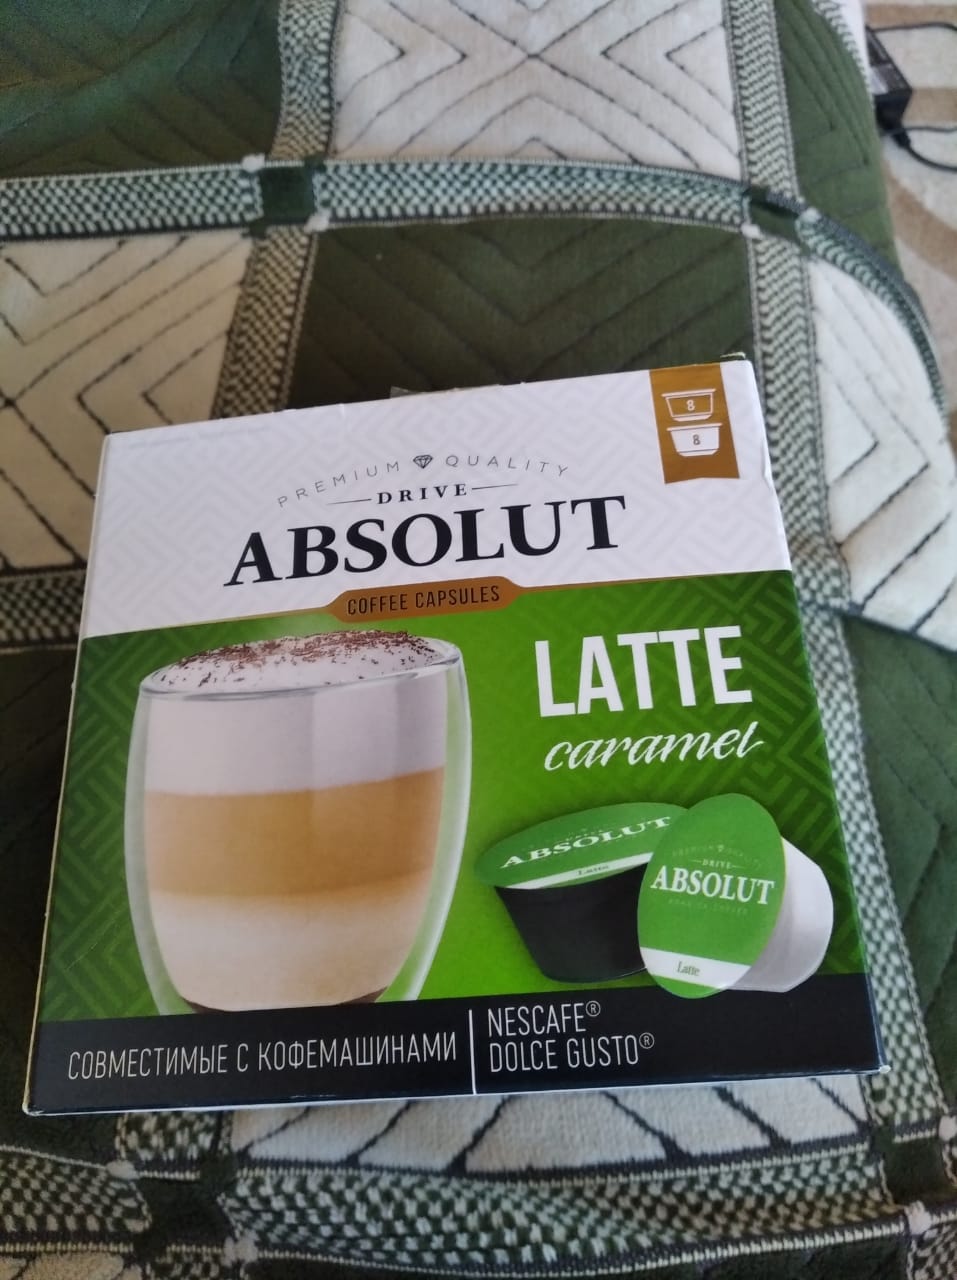 8
8
PREMIUM QUALITY
DRIVE
ABSOLUT
COFFEE CAPSULES
LATTE
caramel
ABSOLUT
Latte
PREMIUM QUALITY
DRIVE
ABSOLUT
Latte
СОВМЕСТИМЫЕ С КОФЕМАШИНАМИ
NESCAFE®
DOLCE GUSTO®